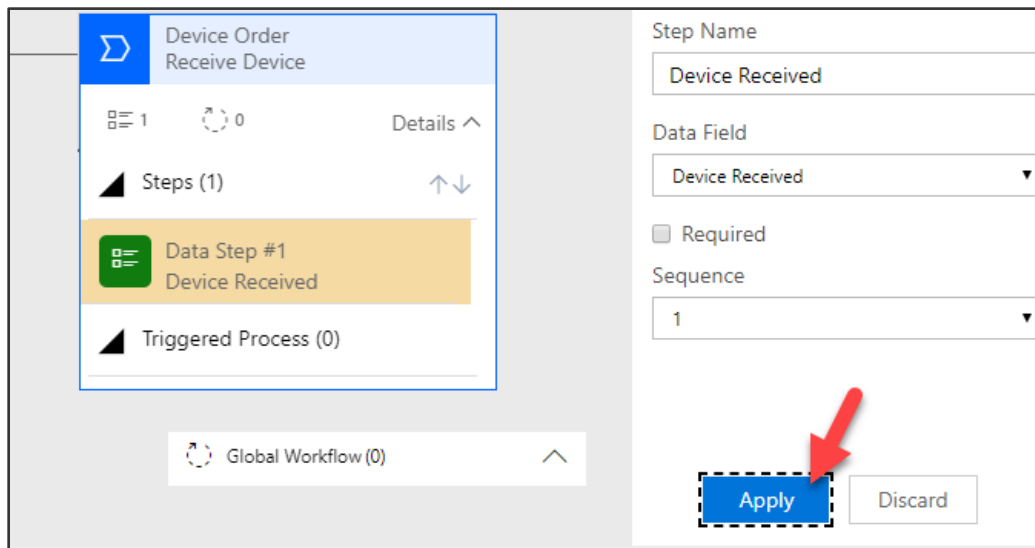 Device Order
Receive Device
1
0
Details
Steps (1)
Data Step #1
Device Received
Triggered Process (0)
Global Workflow (0)
Step Name
Device Received
Data Field
Device Received
Required
Sequence
1
Apply
Discard